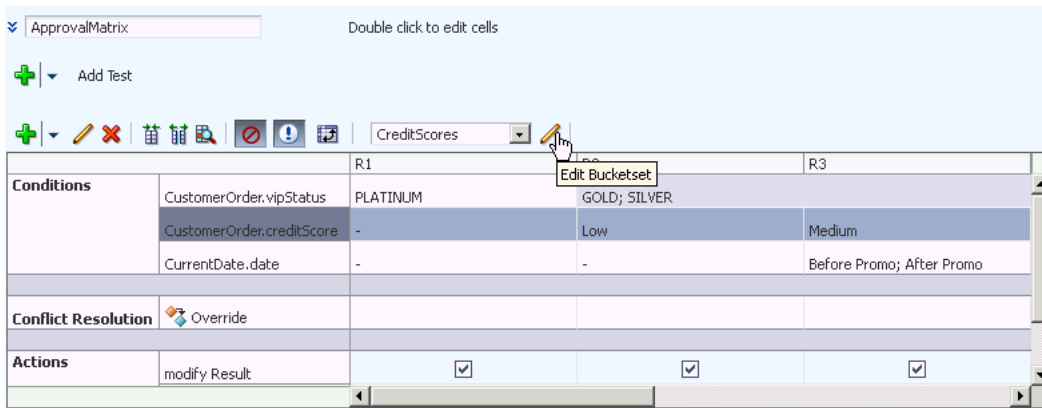 ApprovalMatrix Double click to edit cells
Add Test
CreditScores
R1 R3
Edit Bucketset
Conditions
CustomerOrder.vipStatus PLATINUM GOLD; SILVER
CustomerOrder.creditScore - Low Medium
CurrentDate.date - - Before Promo; After Promo
Conflict Resolution Override
Actions
modify Result